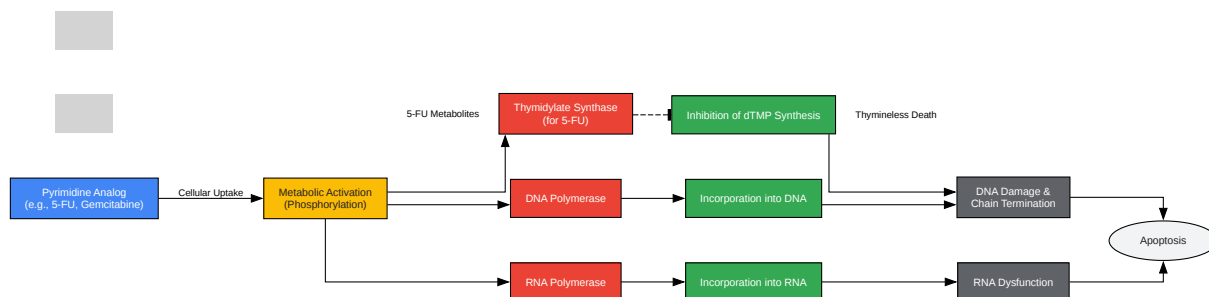 5-FU Metabolites
Thymidylate Synthase
(for 5-FU)
Inhibition of dTMP Synthesis
Thymineless Death
Pyrimidine Analog
(e.g., 5-FU, Gemcitabine)
Cellular Uptake
Metabolic Activation
(Phosphorylation)
DNA Polymerase
Incorporation into DNA
DNA Damage &
Chain Termination
Apoptosis
RNA Polymerase
Incorporation into RNA
RNA Dysfunction